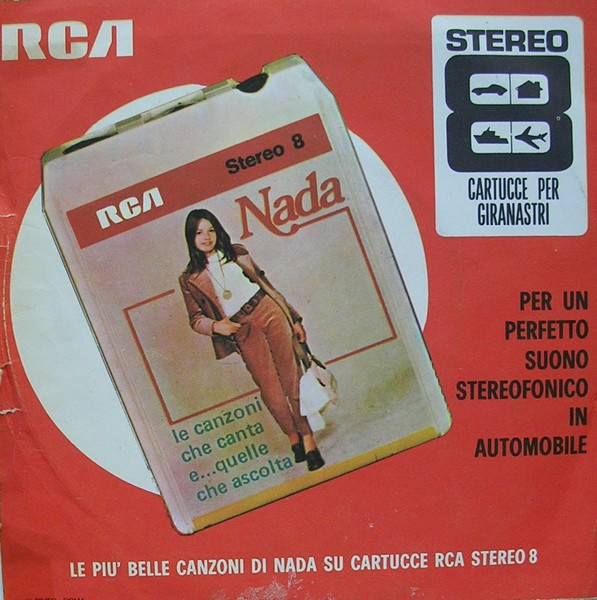 RCA
STEREO
8
CARTUCCE PER
GIRANASTRI
Stereo 8
RCA
Nada
le canzoni
che canta
e...quelle
che ascolta
PER UN
PERFETTO
SUONO
STEREOFONICO
IN
AUTOMOBILE
LE PIU' BELLE CANZONI DI NADA SU CARTUCCE RCA STEREO 8